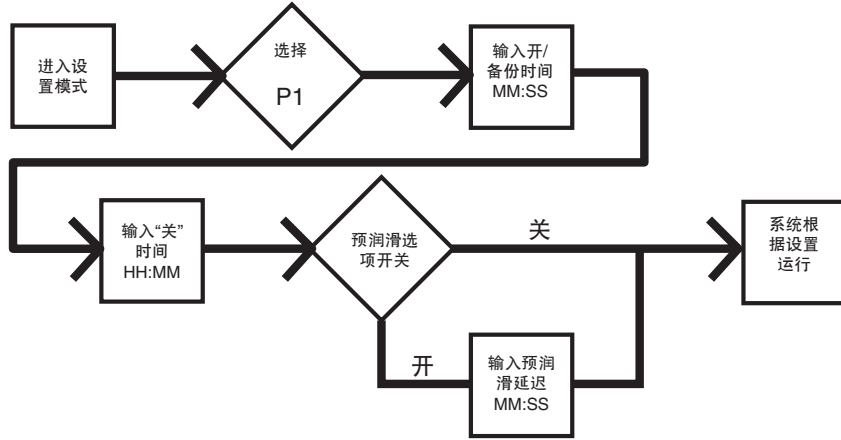 进入设
置模式
选择
P1
输入开/
备份时间
MM:SS
输入“关”
时间
HH:MM
预润滑选
项开关
关
系统根
据设置
运行
开
输入预润
滑延迟
MM:SS